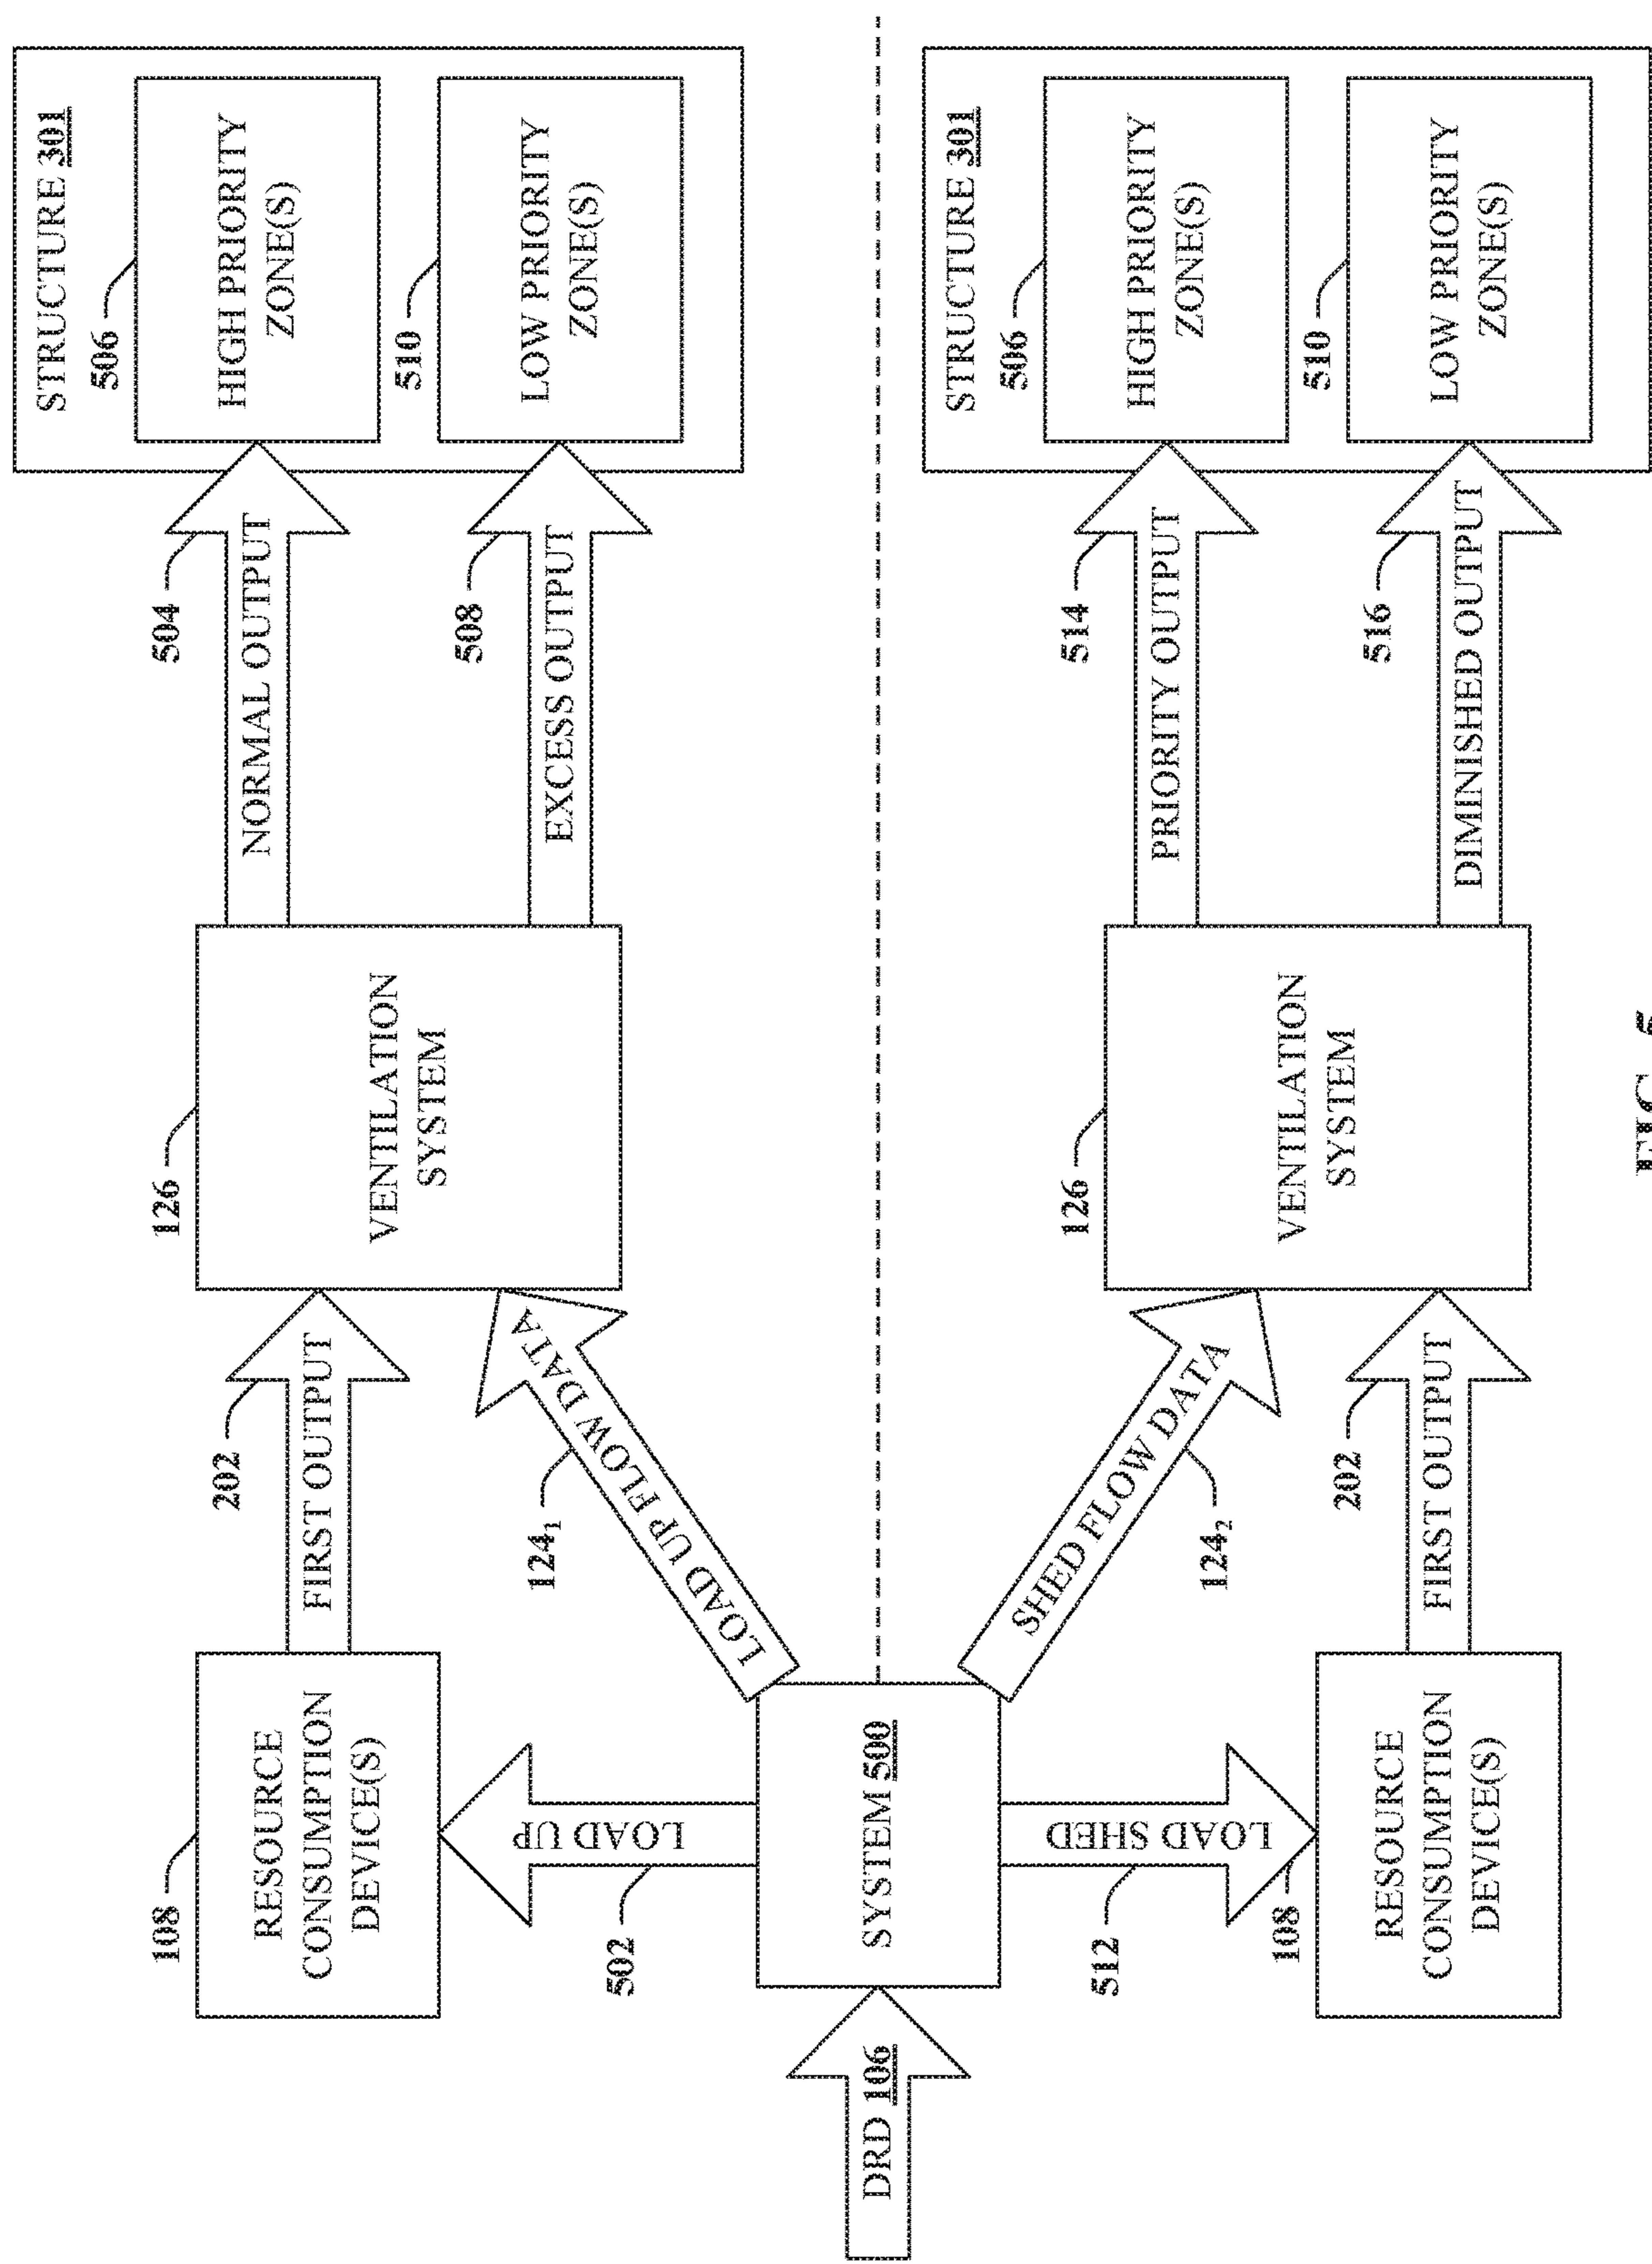 STRUCTURE 301
506
HIGH PRIORITY
ZONE(S)
510
LOW PRIORITY
ZONE(S)
504
NORMAL OUTPUT
508
EXCESS OUTPUT
126
VENTILATION
SYSTEM
202
FIRST OUTPUT
124₁
LOAD UP FLOW DATA
108
RESOURCE
CONSUMPTION
DEVICE(S)
502
LOAD UP
DRD 106
SYSTEM 500
512
LOAD SHED
108
RESOURCE
CONSUMPTION
DEVICE(S)
124₂
SHED FLOW DATA
202
FIRST OUTPUT
126
VENTILATION
SYSTEM
514
PRIORITY OUTPUT
516
DIMINISHED OUTPUT
STRUCTURE 301
506
HIGH PRIORITY
ZONE(S)
510
LOW PRIORITY
ZONE(S)
FIG. 5